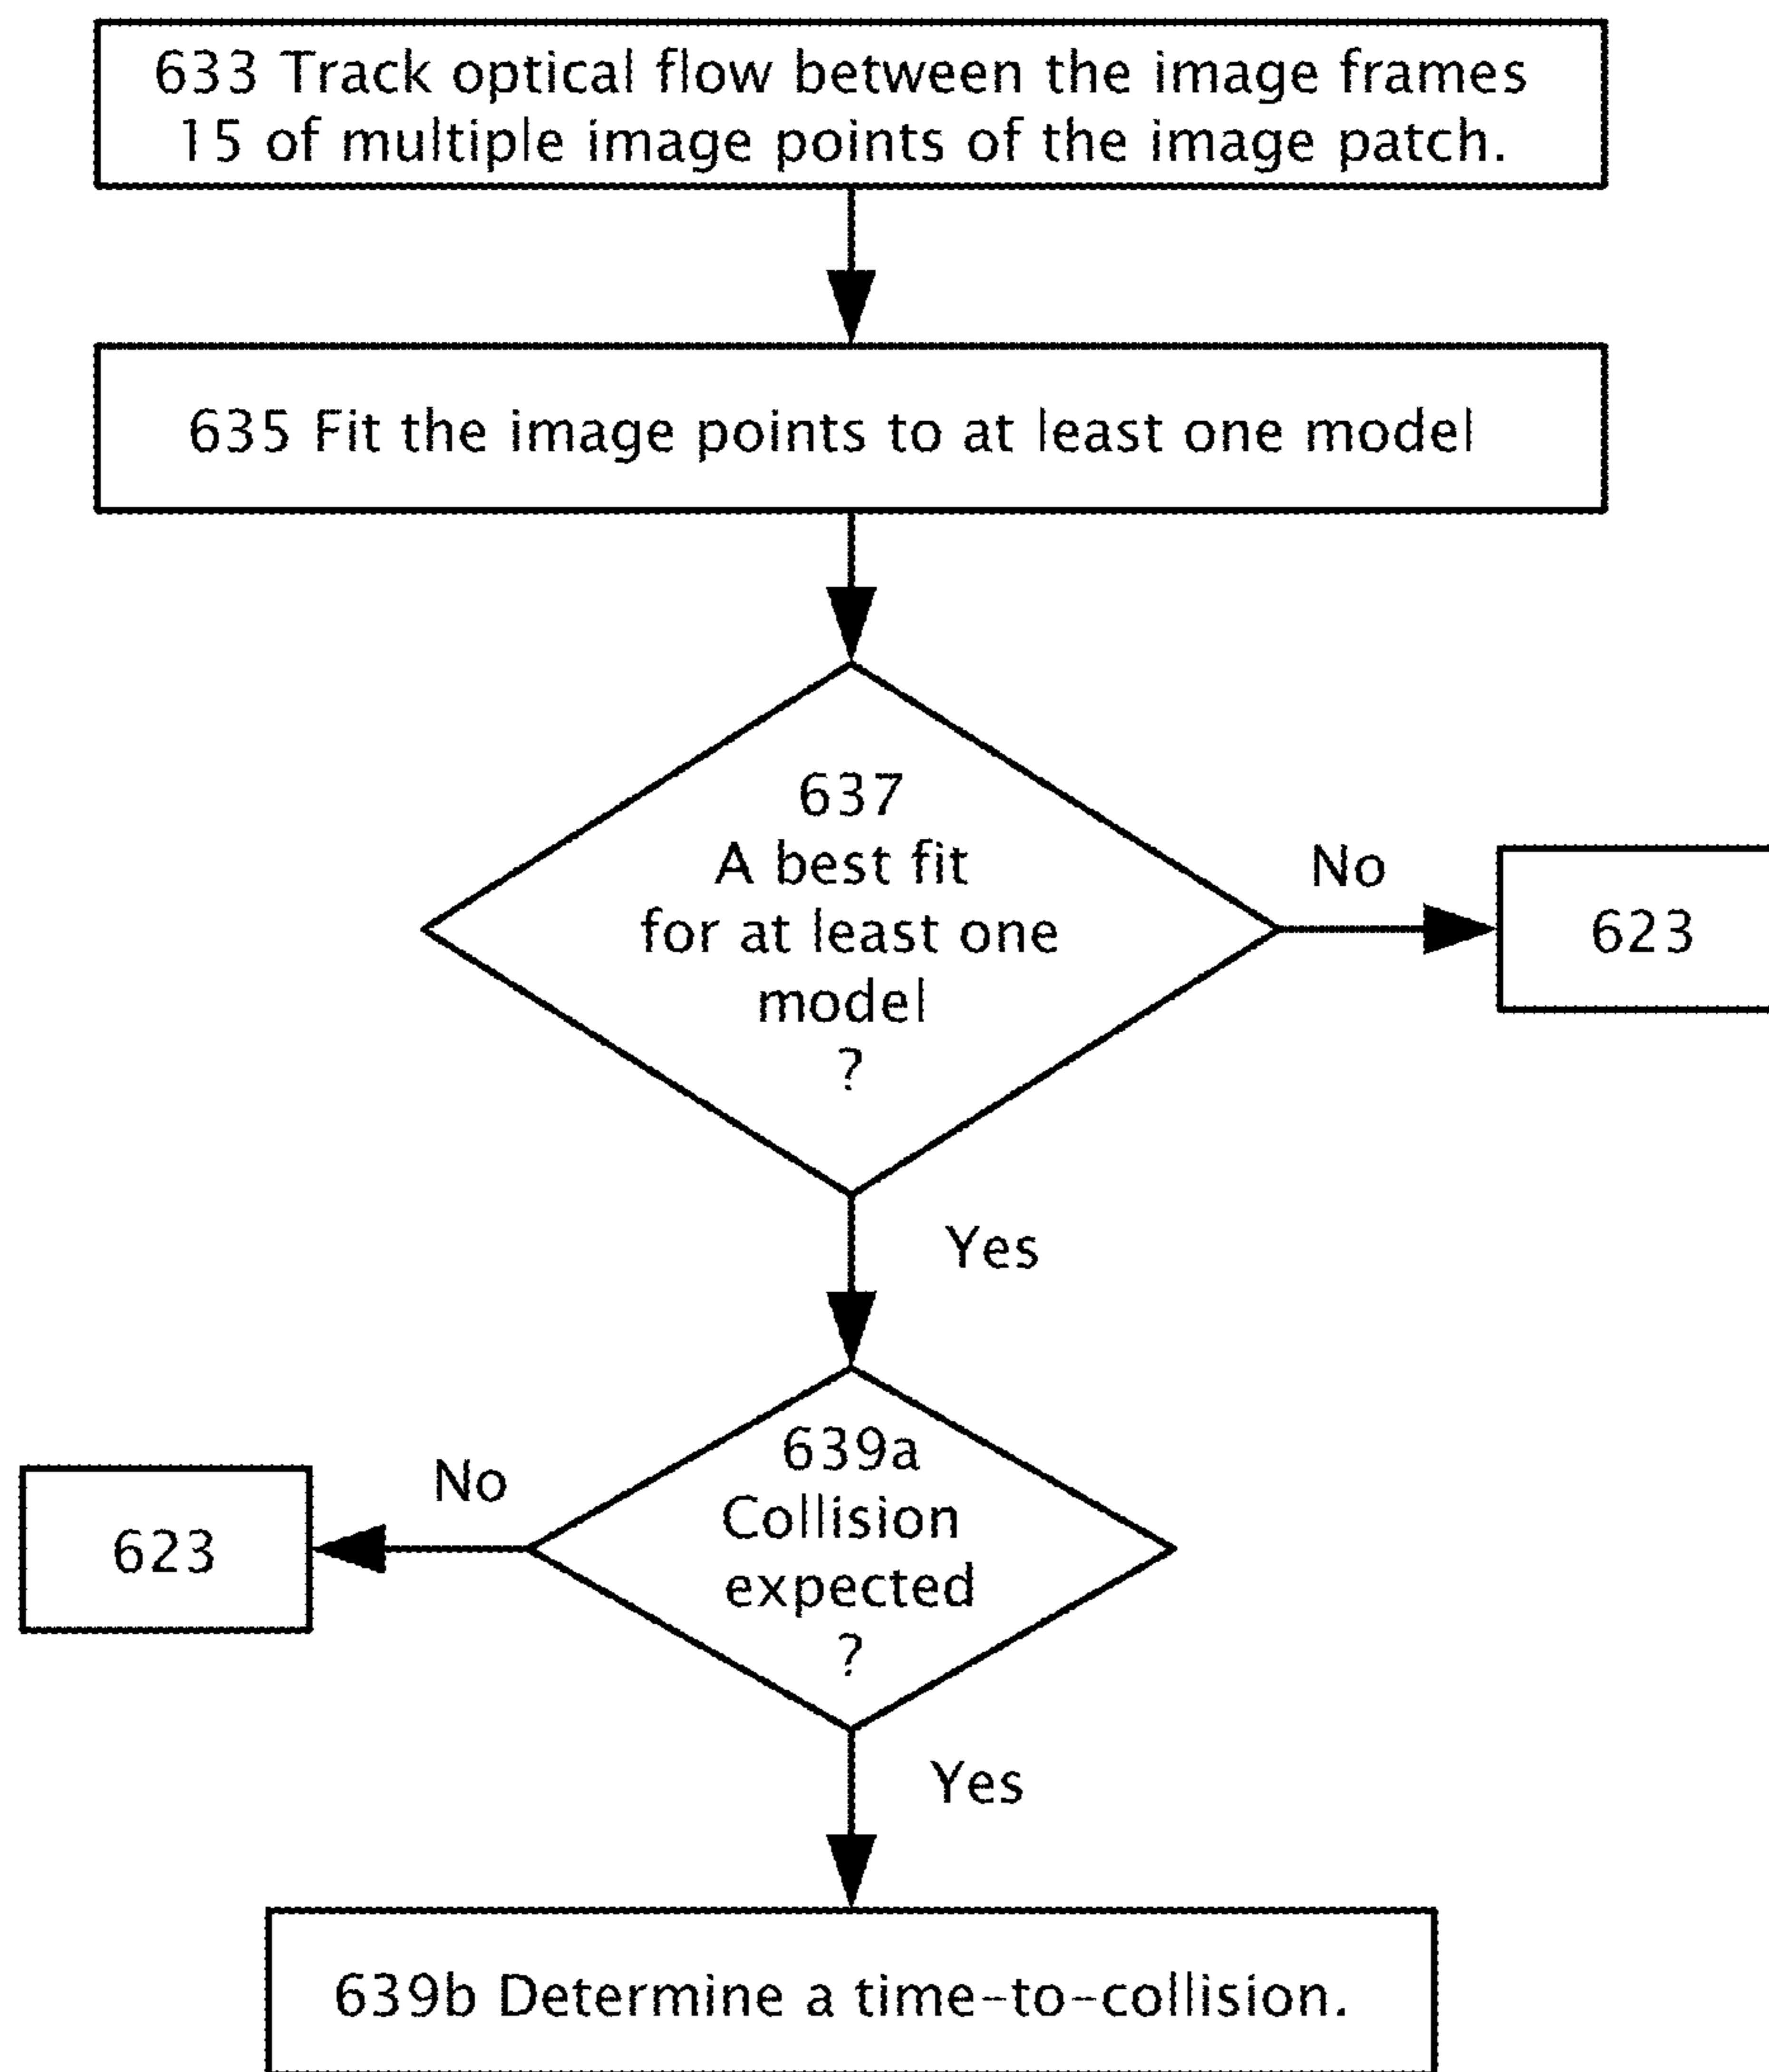 633 Track optical flow between the image frames
15 of multiple image points of the image patch.
635 Fit the image points to at least one model
637
A best fit
for at least one
model
?
No
623
Yes
639a
Collision
expected
?
No
623
Yes
639b Determine a time-to-collision.